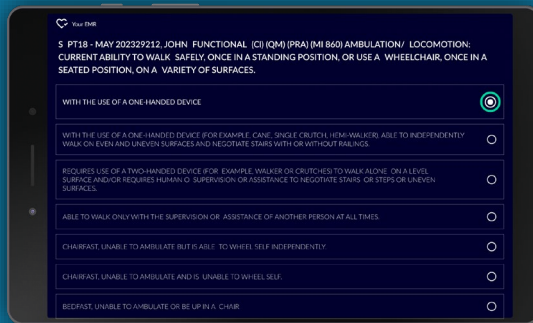 Your EMR
S PT18 - MAY 202329212, JOHN FUNCTIONAL (CI) (QM) (PRA) (MI 860) AMBULATION/ LOCOMOTION:
CURRENT ABILITY TO WALK SAFELY, ONCE IN A STANDING POSITION, OR USE A WHEELCHAIR, ONCE IN A
SEATED POSITION, ON A VARIETY OF SURFACES.
WITH THE USE OF A ONE-HANDED DEVICE
WITH THE USE OF A ONE-HANDED DEVICE (FOR EXAMPLE, CANE, SINGLE CRUTCH, HEMI-WALKER) ABLE TO INDEPENDENTLY
WALK ON EVEN AND UNEVEN SURFACES AND NEGOTIATE STAIRS WITH OR WITHOUT RAILINGS.
REQUIRES USE OF A TWO-HANDED DEVICE (FOR EXAMPLE, WALKER OR CRUTCHES) TO WALK ALONE ON A LEVEL
SURFACE AND/OR REQUIRES HUMAN O SUPERVISION OR ASSISTANCE TO NEGOTIATE STAIRS OR STEPS OR UNEVEN
SURFACES.
ABLE TO WALK ONLY WITH THE SUPERVISION OR ASSISTANCE OF ANOTHER PERSON AT ALL TIMES.
CHAIRFAST, UNABLE TO AMBULATE BUT IS ABLE TO WHEEL SELF INDEPENDENTLY.
CHAIRFAST, UNABLE TO AMBULATE AND IS UNABLE TO WHEEL SELF.
BEDFAST, UNABLE TO AMBULATE OR BE UP IN A CHAIR